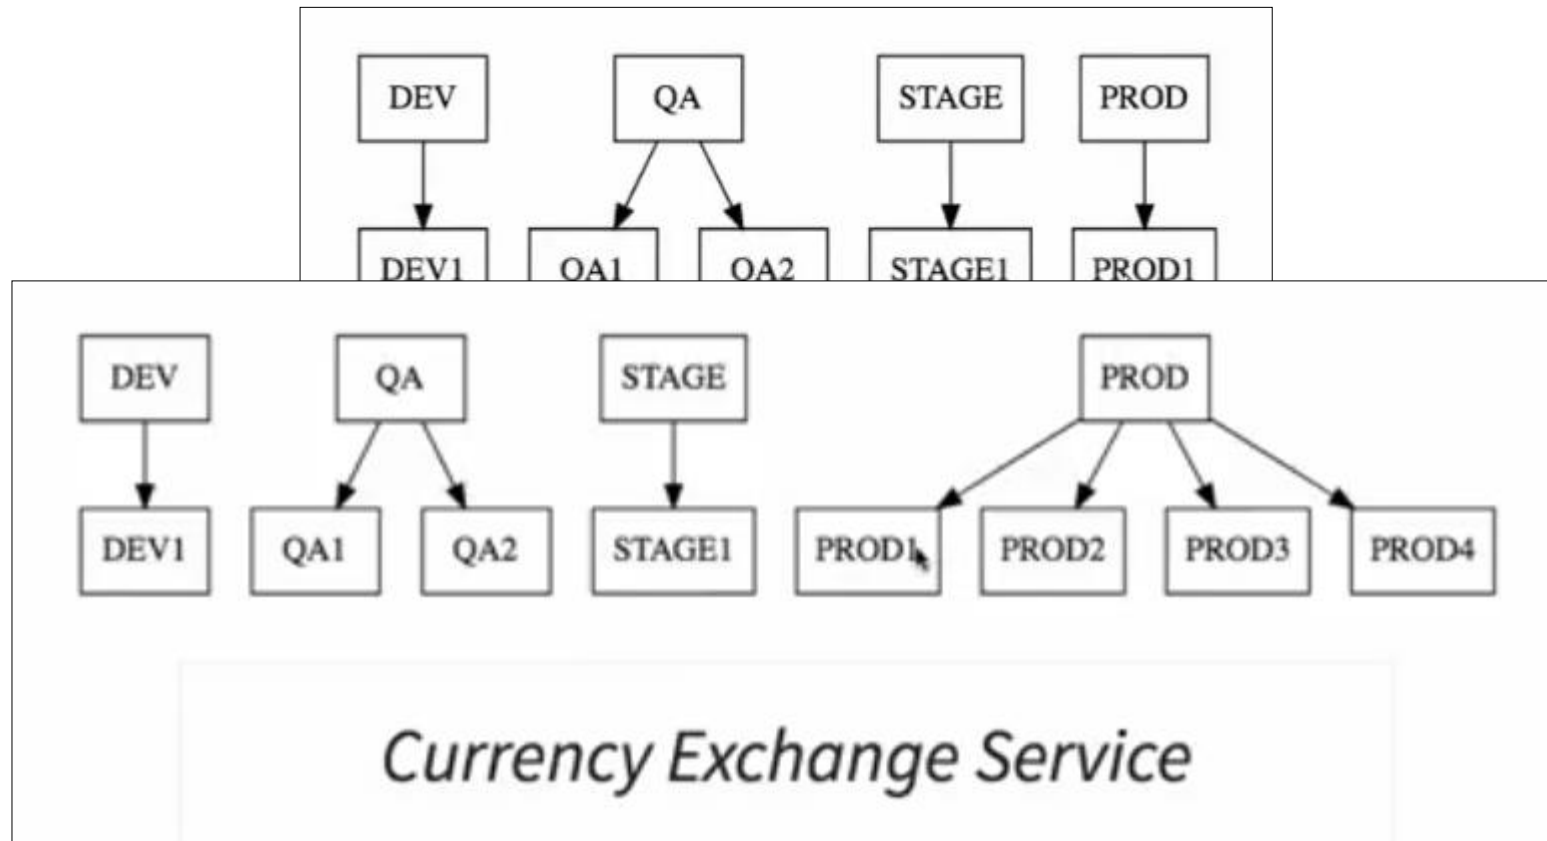 DEV QA STAGE PROD
DEV1 QA1 QA2 STAGE1 PROD1
DEV QA STAGE PROD
DEV1 QA1 QA2 STAGE1 PROD1 PROD2 PROD3 PROD4
Currency Exchange Service